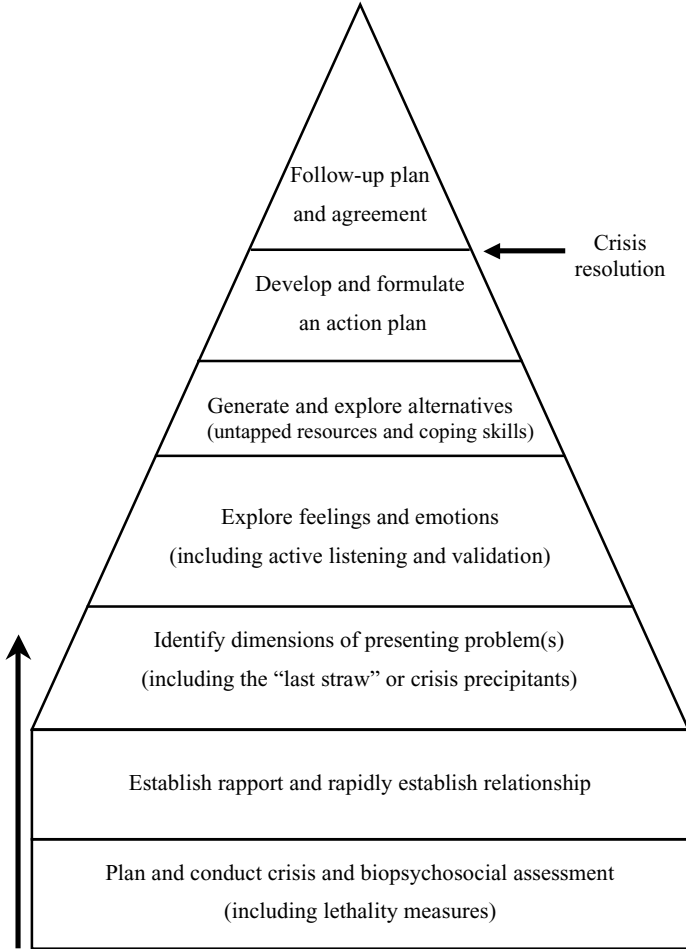 Follow-up plan
and agreement
Crisis
resolution
Develop and formulate
an action plan
Generate and explore alternatives
(untapped resources and coping skills)
Explore feelings and emotions
(including active listening and validation)
Identify dimensions of presenting problem(s)
(including the “last straw” or crisis precipitants)
Establish rapport and rapidly establish relationship
Plan and conduct crisis and biopsychosocial assessment
(including lethality measures)